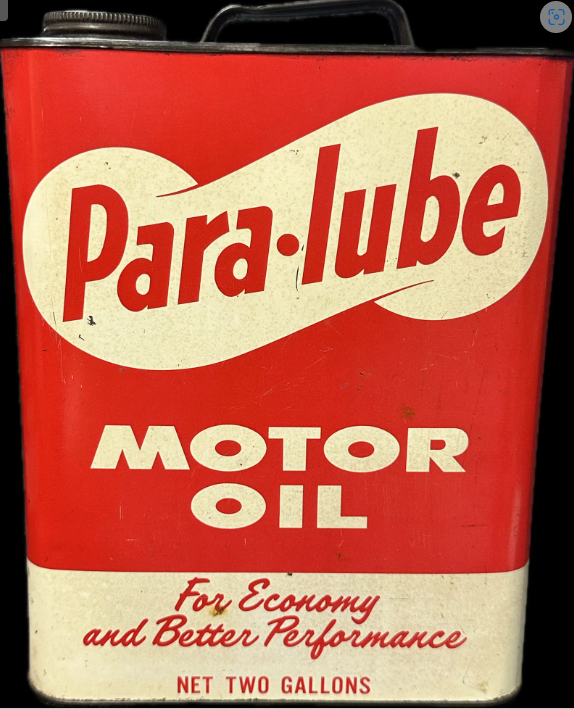 Para·lube
MOTOR
OIL
For Economy
and Better Performance
NET TWO GALLONS